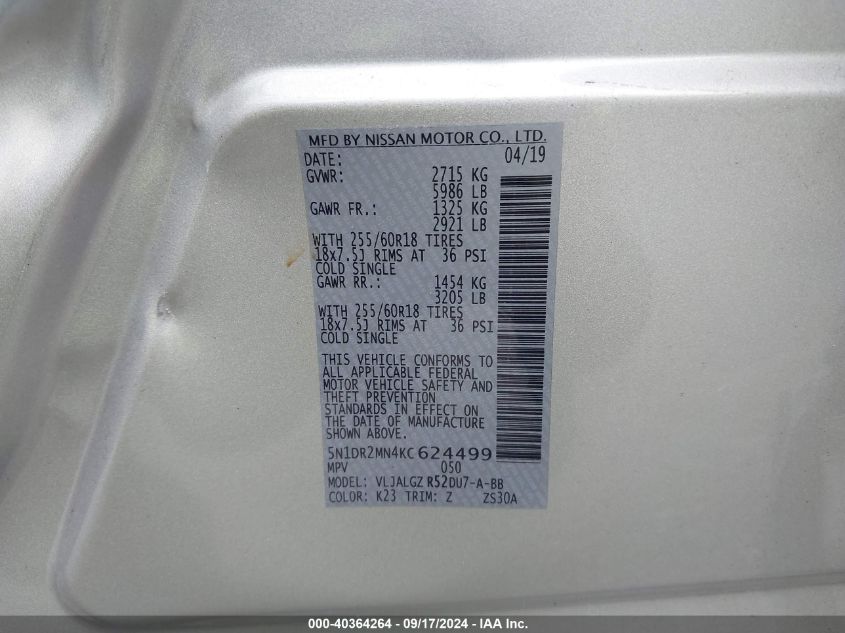 MFD BY NISSAN MOTOR CO., LTD.
DATE: 04/19
GVWR: 2715 KG
5986 LB
GAWR FR.: 1325 KG
2921 LB
WITH 255/60R18 TIRES
18x7.5J RIMS AT 36 PSI
COLD SINGLE
GAWR RR.: 1454 KG
3205 LB
WITH 255/60R18 TIRES
18x7.5J RIMS AT 36 PSI
COLD SINGLE
THIS VEHICLE CONFORMS TO
ALL APPLICABLE FEDERAL
MOTOR VEHICLE SAFETY AND
THEFT PREVENTION
STANDARDS IN EFFECT ON
THE DATE OF MANUFACTURE
SHOWN ABOVE.
5N1DR2MN4KC624499
MPV 050
MODEL: VLJALGZ R52DU7-A-BB
COLOR: K23 TRIM: Z ZS30A
000-40364264 - 09/17/2024 - IAA Inc.